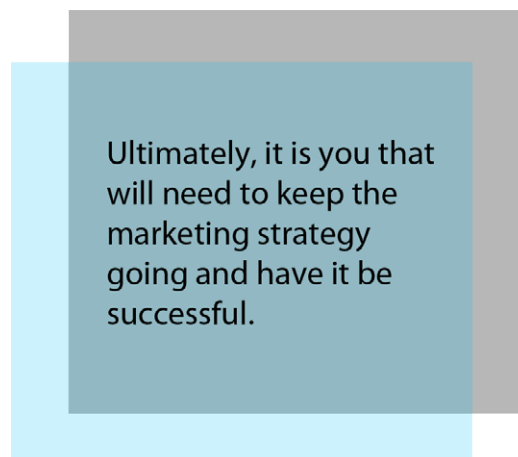 Ultimately, it is you that
will need to keep the
marketing strategy
going and have it be
successful.